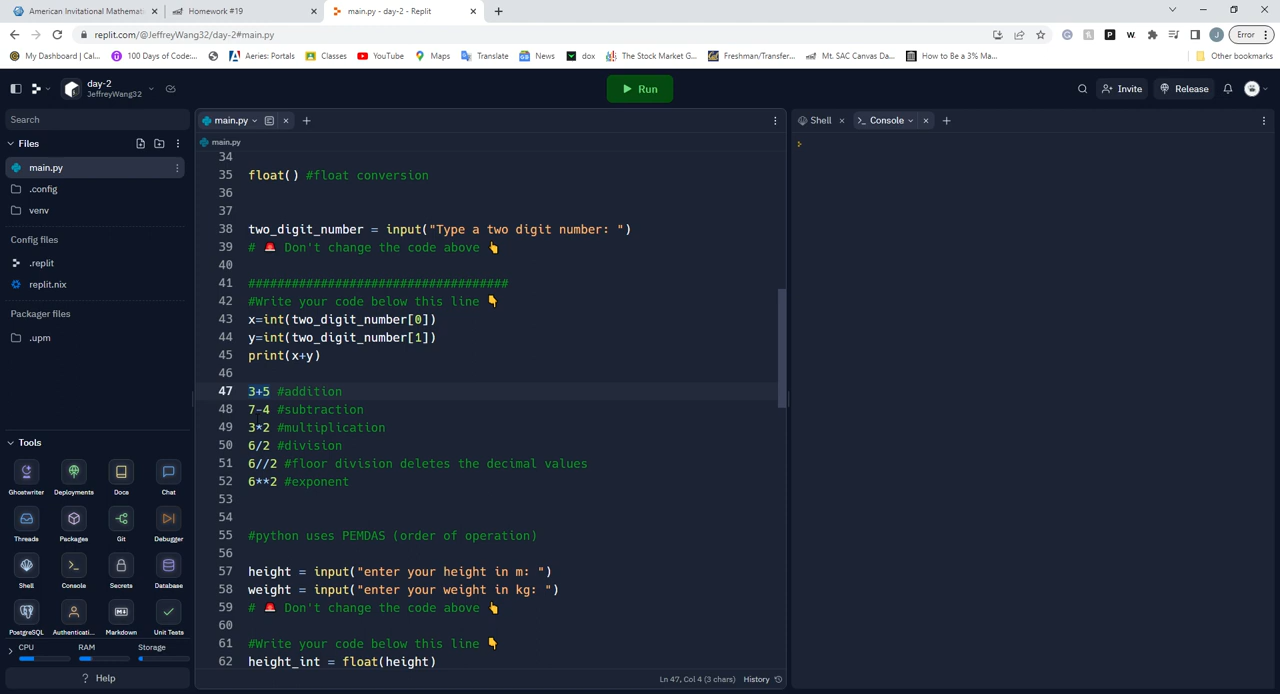 American Invitational Mathemati
Homework #19
main.py - day-2 - Replit
replit.com/@JeffreyWang32/day-2#main.py
Error
My Dashboard | Cal...
100 Days of Code:...
Aeries: Portals
Classes
YouTube
Maps
Translate
News
dox
The Stock Market G...
Freshman/Transfer...
Mt. SAC Canvas Da...
How to Be a 3% Ma...
Other bookmarks
day-2
JeffreyWang32
Run
Invite
Release
Search
Files
main.py
.config
venv
Config files
.replit
replit.nix
Packager files
.upm
Tools
Ghostwriter
Deployments
Docs
Chat
Threads
Packages
Git
Debugger
Shell
Console
Secrets
Database
PostgreSQL
Authenticati...
Markdown
Unit Tests
CPU
RAM
Storage
? Help
main.py
main.py
34
35 float() #float conversion
36
37
38 two_digit_number = input("Type a two digit number: ")
39 # 🚨 Don't change the code above 👆
40
41 ####################################
42 #Write your code below this line 👇
43 x=int(two_digit_number[0])
44 y=int(two_digit_number[1])
45 print(x+y)
46
47 3+5 #addition
48 7-4 #subtraction
49 3*2 #multiplication
50 6/2 #division
51 6//2 #floor division deletes the decimal values
52 6**2 #exponent
53
54
55 #python uses PEMDAS (order of operation)
56
57 height = input("enter your height in m: ")
58 weight = input("enter your weight in kg: ")
59 # 🚨 Don't change the code above 👆
60
61 #Write your code below this line 👇
62 height_int = float(height)
Ln 47, Col 4 (3 chars) History
Shell
Console